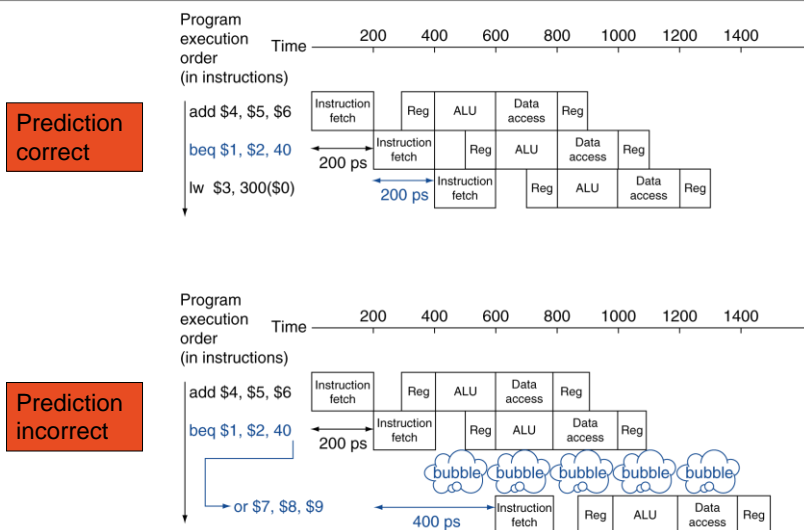 Program
execution
order
(in instructions)
Time
200 400 600 800 1000 1200 1400
Prediction
correct
add $4, $5, $6
Instruction
fetch
Reg
ALU
Data
access
Reg
beq $1, $2, 40
200 ps
Instruction
fetch
Reg
ALU
Data
access
Reg
lw $3, 300($0)
200 ps
Instruction
fetch
Reg
ALU
Data
access
Reg
Program
execution
order
(in instructions)
Time
200 400 600 800 1000 1200 1400
Prediction
incorrect
add $4, $5, $6
Instruction
fetch
Reg
ALU
Data
access
Reg
beq $1, $2, 40
200 ps
Instruction
fetch
Reg
ALU
Data
access
Reg
bubble bubble bubble bubble bubble
or $7, $8, $9
400 ps
Instruction
fetch
Reg
ALU
Data
access
Reg